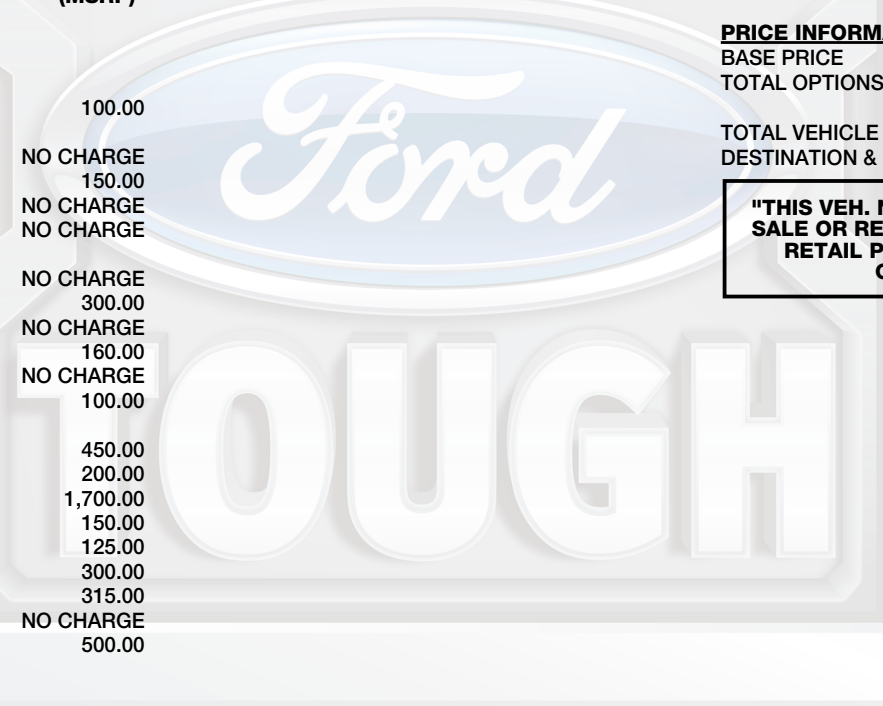 (MSRP)
100.00
NO CHARGE
150.00
NO CHARGE
NO CHARGE
NO CHARGE
300.00
NO CHARGE
160.00
NO CHARGE
100.00
450.00
200.00
1,700.00
150.00
125.00
300.00
315.00
NO CHARGE
500.00
Ford
TOUGH
PRICE INFORMA
BASE PRICE
TOTAL OPTIONS
TOTAL VEHICLE
DESTINATION &
"THIS VEH. N
SALE OR RE
RETAIL P